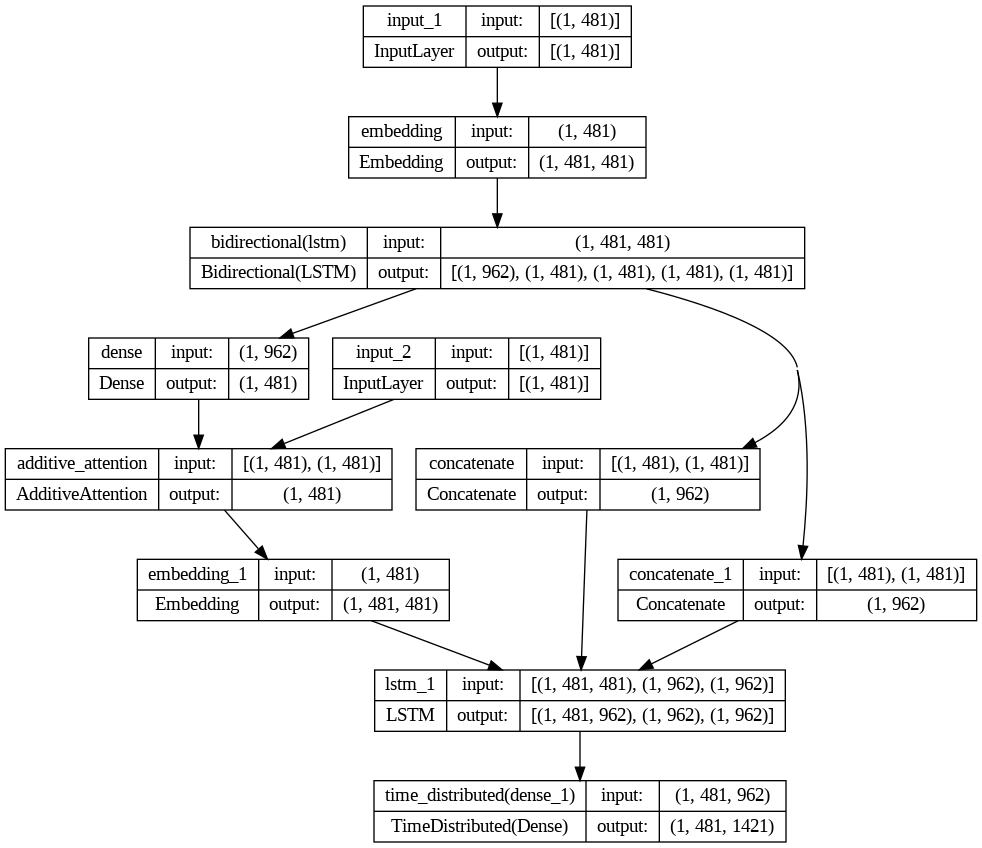 input_1 input: [(1, 481)]
InputLayer output: [(1, 481)]
embedding input: (1, 481)
Embedding output: (1, 481, 481)
bidirectional(lstm) input: (1, 481, 481)
Bidirectional(LSTM) output: [(1, 962), (1, 481), (1, 481), (1, 481), (1, 481)]
dense input: (1, 962)
Dense output: (1, 481)
input_2 input: [(1, 481)]
InputLayer output: [(1, 481)]
additive_attention input: [(1, 481), (1, 481)]
AdditiveAttention output: (1, 481)
concatenate input: [(1, 481), (1, 481)]
Concatenate output: (1, 962)
embedding_1 input: (1, 481)
Embedding output: (1, 481, 481)
concatenate_1 input: [(1, 481), (1, 481)]
Concatenate output: (1, 962)
lstm_1 input: [(1, 481, 481), (1, 962), (1, 962)]
LSTM output: [(1, 481, 962), (1, 962), (1, 962)]
time_distributed(dense_1) input: (1, 481, 962)
TimeDistributed(Dense) output: (1, 481, 1421)